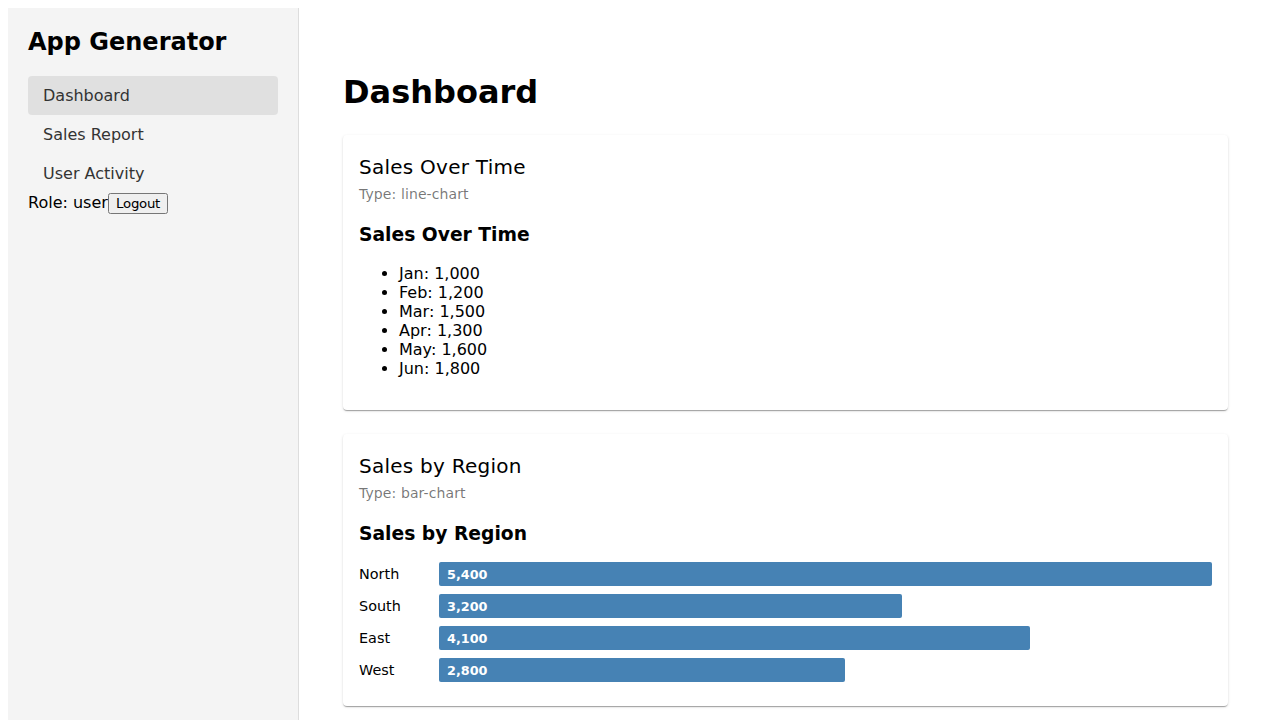 App Generator
Dashboard
Sales Report
User Activity
Role: user Logout
Dashboard
Sales Over Time
Type: line-chart
Sales Over Time
Jan: 1,000
Feb: 1,200
Mar: 1,500
Apr: 1,300
May: 1,600
Jun: 1,800
Sales by Region
Type: bar-chart
Sales by Region
North 5,400
South 3,200
East 4,100
West 2,800